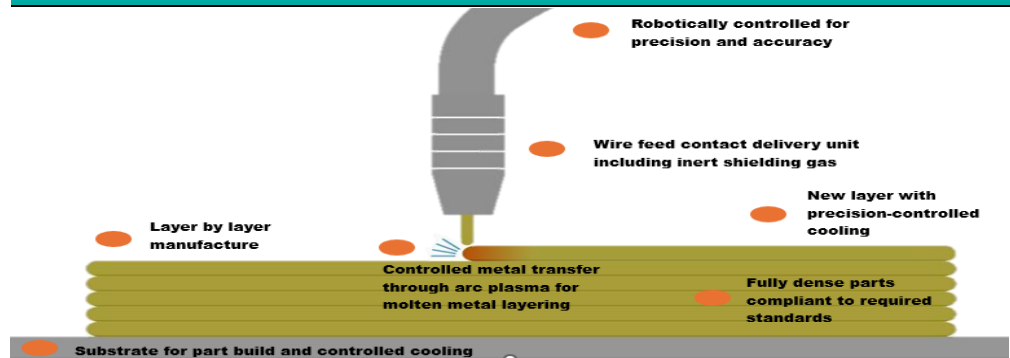 Robotically controlled for
precision and accuracy
Wire feed contact delivery unit
including inert shielding gas
New layer with
precision-controlled
cooling
Layer by layer
manufacture
Controlled metal transfer
through arc plasma for
molten metal layering
Fully dense parts
compliant to required
standards
Substrate for part build and controlled cooling